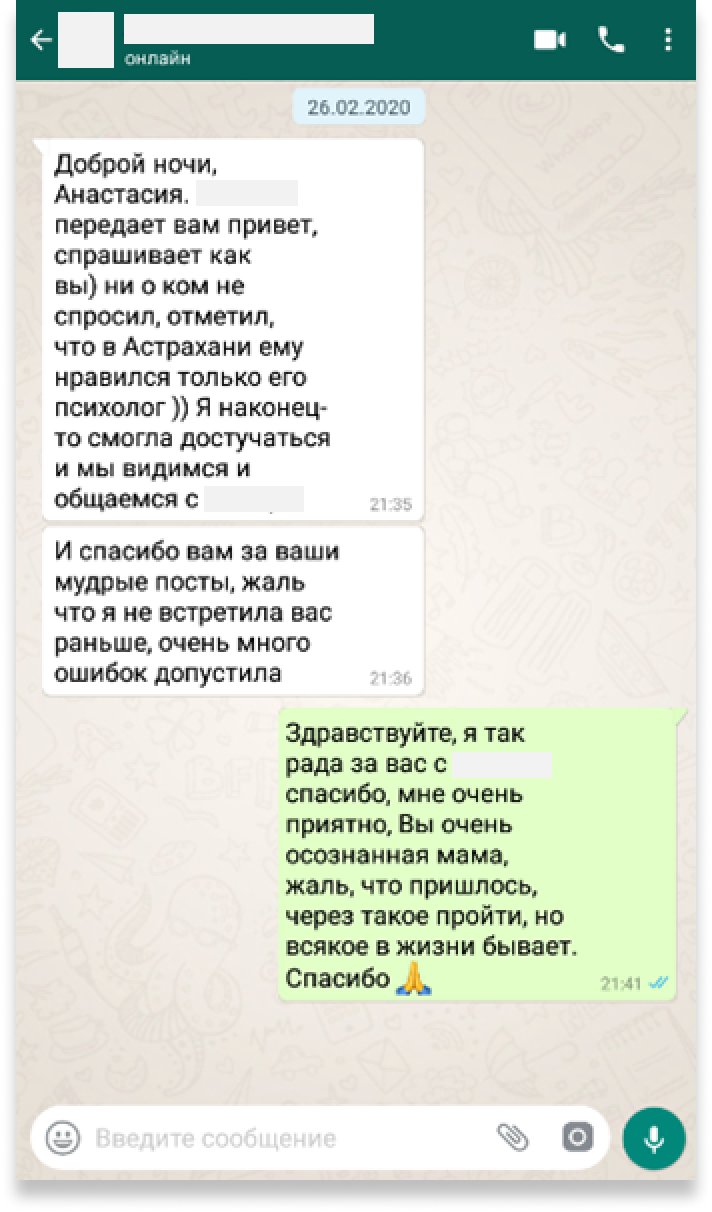 онлайн
26.02.2020
Доброй ночи,
Анастасия.
передает вам привет,
спрашивает как
вы) ни о ком не
спросил, отметил,
что в Астрахани ему
нравился только его
психолог )) Я наконец-
то смогла достучаться
и мы видимся и
общаемся с
21:35
И спасибо вам за ваши
мудрые посты, жаль
что я не встретила вас
раньше, очень много
ошибок допустила
21:36
Здравствуйте, я так
рада за вас с
спасибо, мне очень
приятно, Вы очень
осознанная мама,
жаль, что пришлось,
через такое пройти, но
всякое в жизни бывает.
Спасибо 🙏
21:41
Введите сообщение